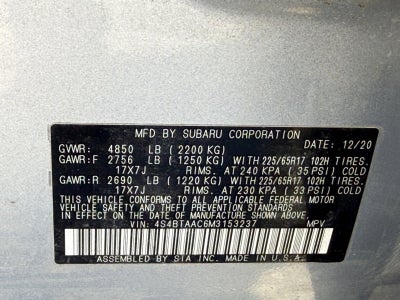 MFD. BY SUBARU CORPORATION DATE: 12/20
GVWR: 4850 LB (2200 KG)
GAWR:F 2756 LB (1250 KG) WITH 225/65R17 102H TIRES,
17X7J RIMS, AT 240 KPA (35 PSI) COLD
GAWR:R 2690 LB (1220 KG) WITH 225/65R17 102H TIRES,
17X7J RIMS, AT 230 KPA (33 PSI) COLD
THIS VEHICLE CONFORMS TO ALL APPLICABLE FEDERAL MOTOR
VEHICLE SAFETY STANDARDS IN EFFECT ON THE DATE OF
MANUFACTURE SHOWN ABOVE.
VIN: 4S4BTAAC6M3153237 MPV
ASSEMBLED BY SIA INC. MADE IN U.S.A.